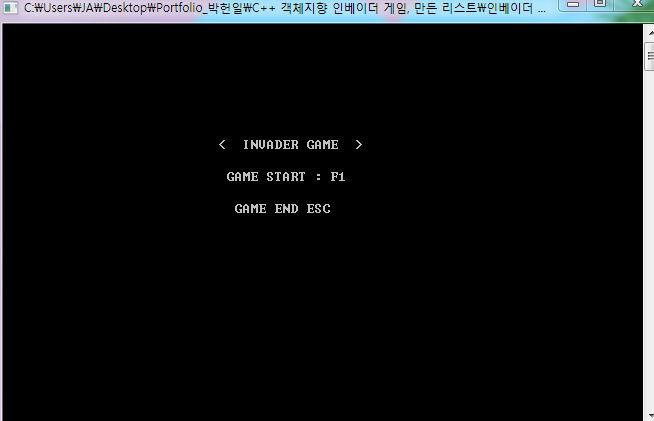 C:₩Users₩JA₩Desktop₩Portfolio_박헌일₩C++ 객체지향 인베이더 게임, 만든 리스트₩인베이더 ...
< INVADER GAME >
GAME START : F1
GAME END ESC